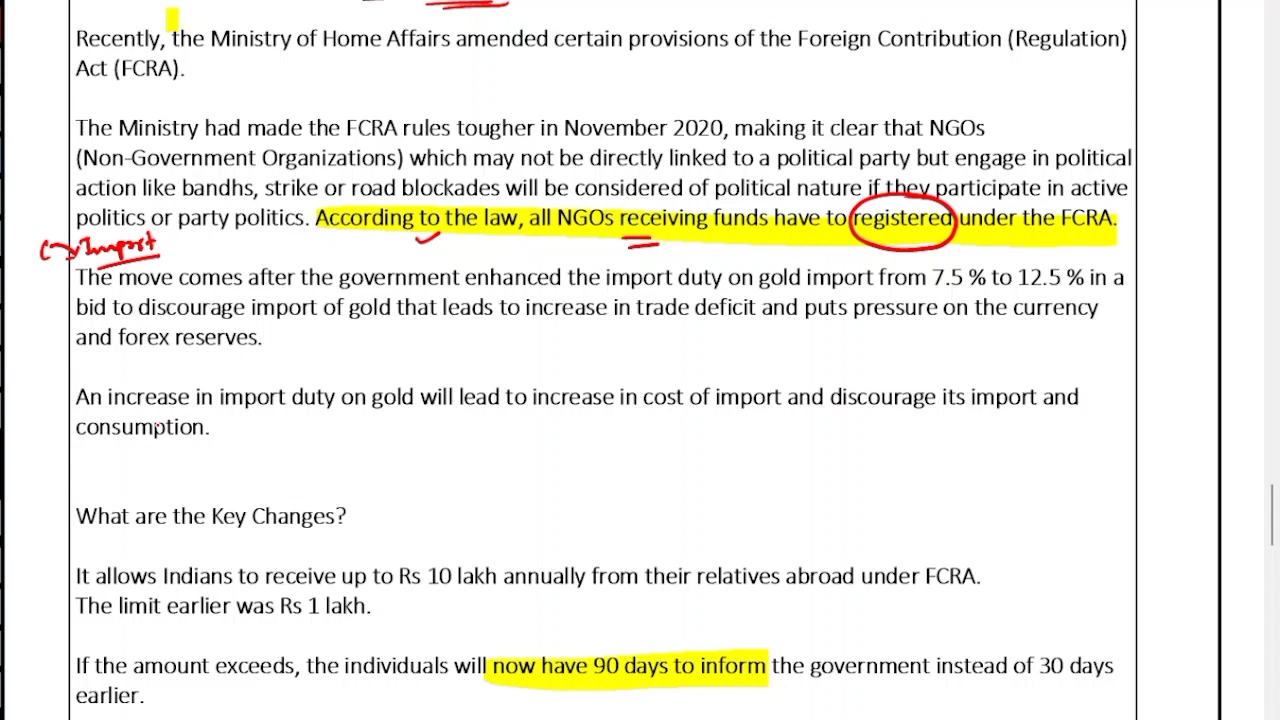 Recently, the Ministry of Home Affairs amended certain provisions of the Foreign Contribution (Regulation)
Act (FCRA).
The Ministry had made the FCRA rules tougher in November 2020, making it clear that NGOs
(Non-Government Organizations) which may not be directly linked to a political party but engage in political
action like bandhs, strike or road blockades will be considered of political nature if they participate in active
politics or party politics. According to the law, all NGOs receiving funds have to registered under the FCRA.
Import
The move comes after the government enhanced the import duty on gold import from 7.5 % to 12.5 % in a
bid to discourage import of gold that leads to increase in trade deficit and puts pressure on the currency
and forex reserves.
An increase in import duty on gold will lead to increase in cost of import and discourage its import and
consumption.
What are the Key Changes?
It allows Indians to receive up to Rs 10 lakh annually from their relatives abroad under FCRA.
The limit earlier was Rs 1 lakh.
If the amount exceeds, the individuals will now have 90 days to inform the government instead of 30 days
earlier.